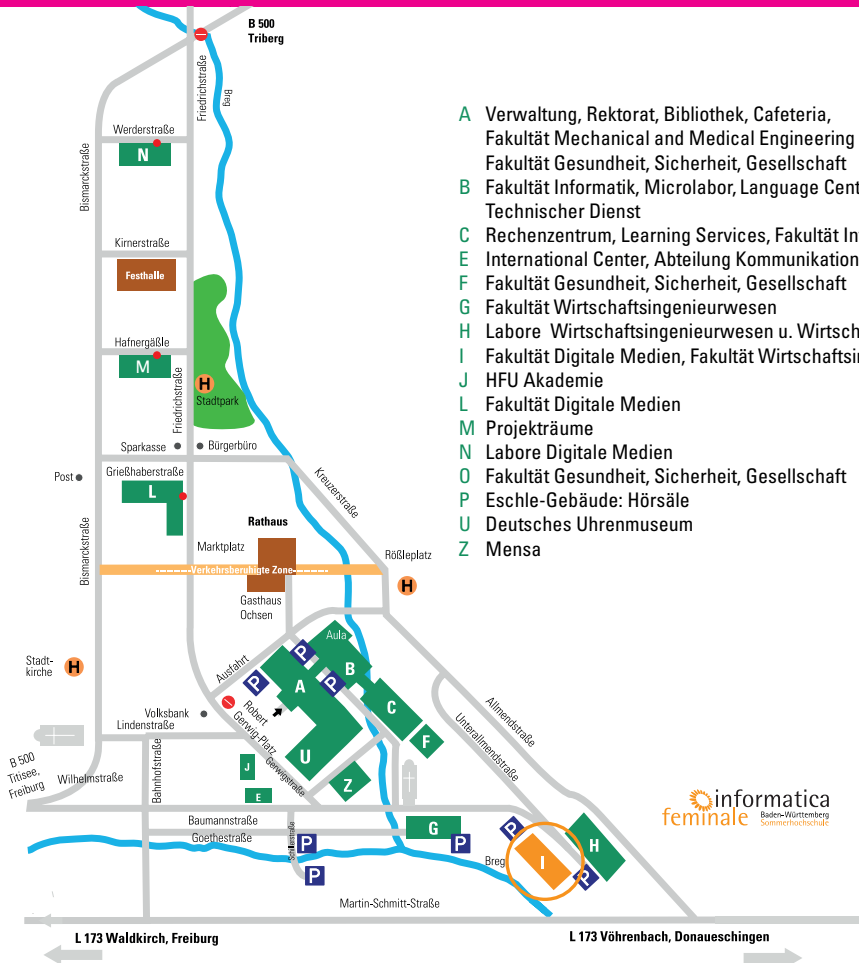 B 500
Triberg
Friedrichstraße
Breg
Werderstraße
N
Bismarckstraße
Kirnerstraße
Festhalle
Hafnergäßle
M
H
Stadtpark
Friedrichstraße
Sparkasse
Bürgerbüro
Grießhaberstraße
Post
L
Kreuzerstraße
Rathaus
Marktplatz
Rößleplatz
Bismarckstraße
Verkehrsberuhigte Zone
H
Gasthaus
Ochsen
Aula
Stadt-
kirche
H
Ausfahrt
P
P
P
A
B
C
F
Robert
Gerwig-Platz
Volksbank
Lindenstraße
Allmendstraße
Unterallmendstraße
U
Z
J
E
Gerwigstraße
B 500
Titisee,
Freiburg
Wilhelmstraße
Bahnhofstraße
Baumannstraße
Goethestraße
Schillerstraße
P
P
G
P
P
Breg
I
H
P
Martin-Schmitt-Straße
L 173 Waldkirch, Freiburg
L 173 Vöhrenbach, Donaueschingen
A Verwaltung, Rektorat, Bibliothek, Cafeteria,
Fakultät Mechanical and Medical Engineering
Fakultät Gesundheit, Sicherheit, Gesellschaft
B Fakultät Informatik, Microlabor, Language Cent
Technischer Dienst
C Rechenzentrum, Learning Services, Fakultät In
E International Center, Abteilung Kommunikation
F Fakultät Gesundheit, Sicherheit, Gesellschaft
G Fakultät Wirtschaftsingenieurwesen
H Labore Wirtschaftsingenieurwesen u. Wirtsch
I Fakultät Digitale Medien, Fakultät Wirtschaftsi
J HFU Akademie
L Fakultät Digitale Medien
M Projekträume
N Labore Digitale Medien
O Fakultät Gesundheit, Sicherheit, Gesellschaft
P Eschle-Gebäude: Hörsäle
U Deutsches Uhrenmuseum
Z Mensa
informatica
feminale Baden-Württemberg
Sommerhochschule